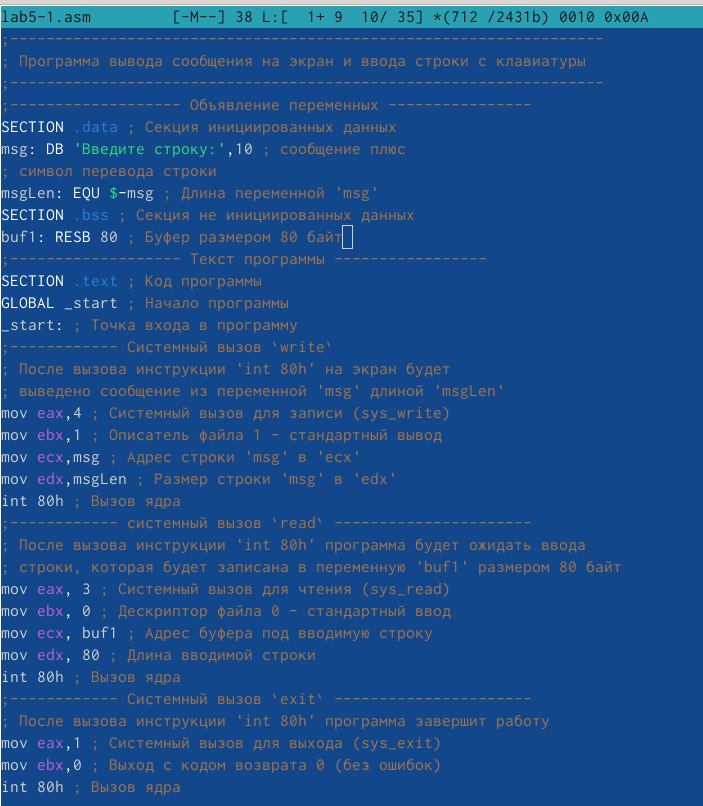 lab5-1.asm         [-M--] 38 L:[  1+ 9  10/ 35] *(712 /2431b) 0010 0x00A
;------------------------------------------------------------------
; Программа вывода сообщения на экран и ввода строки с клавиатуры
;------------------------------------------------------------------
;------------------- Объявление переменных ----------------
SECTION .data ; Секция инициированных данных
msg: DB 'Введите строку:',10 ; сообщение плюс
; символ перевода строки
msgLen: EQU $-msg ; Длина переменной 'msg'
SECTION .bss ; Секция не инициированных данных
buf1: RESB 80 ; Буфер размером 80 байт
;------------------- Текст программы -----------------
SECTION .text ; Код программы
GLOBAL _start ; Начало программы
_start: ; Точка входа в программу
;------------ Системный вызов `write`
; После вызова инструкции 'int 80h' на экран будет
; выведено сообщение из переменной 'msg' длиной 'msgLen'
mov eax,4 ; Системный вызов для записи (sys_write)
mov ebx,1 ; Описатель файла 1 - стандартный вывод
mov ecx,msg ; Адрес строки 'msg' в 'ecx'
mov edx,msgLen ; Размер строки 'msg' в 'edx'
int 80h ; Вызов ядра
;------------ системный вызов `read` ----------------------
; После вызова инструкции 'int 80h' программа будет ожидать ввода
; строки, которая будет записана в переменную 'buf1' размером 80 байт
mov eax, 3 ; Системный вызов для чтения (sys_read)
mov ebx, 0 ; Дескриптор файла 0 - стандартный ввод
mov ecx, buf1 ; Адрес буфера под вводимую строку
mov edx, 80 ; Длина вводимой строки
int 80h ; Вызов ядра
;------------ Системный вызов `exit` ----------------------
; После вызова инструкции 'int 80h' программа завершит работу
mov eax,1 ; Системный вызов для выхода (sys_exit)
mov ebx,0 ; Выход с кодом возврата 0 (без ошибок)
int 80h ; Вызов ядра